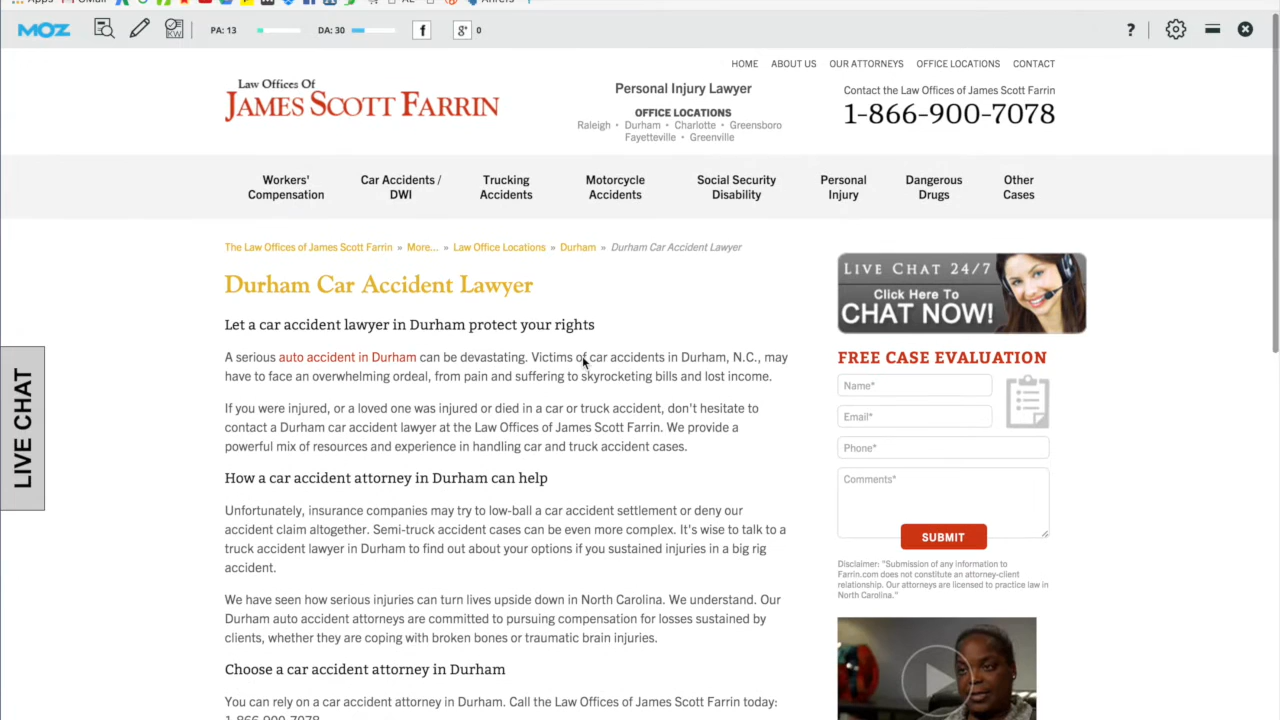 Apps
Gmail
AL
Ahrefs
MOZ
KW
PA: 13
DA: 30
f
g+
0
?
HOME ABOUT US OUR ATTORNEYS OFFICE LOCATIONS CONTACT
Law Offices Of
JAMES SCOTT FARRIN
Personal Injury Lawyer
OFFICE LOCATIONS
Raleigh • Durham • Charlotte • Greensboro
Fayetteville • Greenville
Contact the Law Offices of James Scott Farrin
1-866-900-7078
Workers'
Compensation
Car Accidents /
DWI
Trucking
Accidents
Motorcycle
Accidents
Social Security
Disability
Personal
Injury
Dangerous
Drugs
Other
Cases
The Law Offices of James Scott Farrin » More... » Law Office Locations » Durham » Durham Car Accident Lawyer
Durham Car Accident Lawyer
Let a car accident lawyer in Durham protect your rights
A serious auto accident in Durham can be devastating. Victims of car accidents in Durham, N.C., may
have to face an overwhelming ordeal, from pain and suffering to skyrocketing bills and lost income.
If you were injured, or a loved one was injured or died in a car or truck accident, don't hesitate to
contact a Durham car accident lawyer at the Law Offices of James Scott Farrin. We provide a
powerful mix of resources and experience in handling car and truck accident cases.
How a car accident attorney in Durham can help
Unfortunately, insurance companies may try to low-ball a car accident settlement or deny our
accident claim altogether. Semi-truck accident cases can be even more complex. It's wise to talk to a
truck accident lawyer in Durham to find out about your options if you sustained injuries in a big rig
accident.
We have seen how serious injuries can turn lives upside down in North Carolina. We understand. Our
Durham auto accident attorneys are committed to pursuing compensation for losses sustained by
clients, whether they are coping with broken bones or traumatic brain injuries.
Choose a car accident attorney in Durham
You can rely on a car accident attorney in Durham. Call the Law Offices of James Scott Farrin today:
1-866-900-7078
LIVE CHAT
LIVE CHAT 24/7
Click Here To
CHAT NOW!
FREE CASE EVALUATION
Name*
Email*
Phone*
Comments*
SUBMIT
Disclaimer: "Submission of any information to
Farrin.com does not constitute an attorney-client
relationship. Our attorneys are licensed to practice law in
North Carolina."